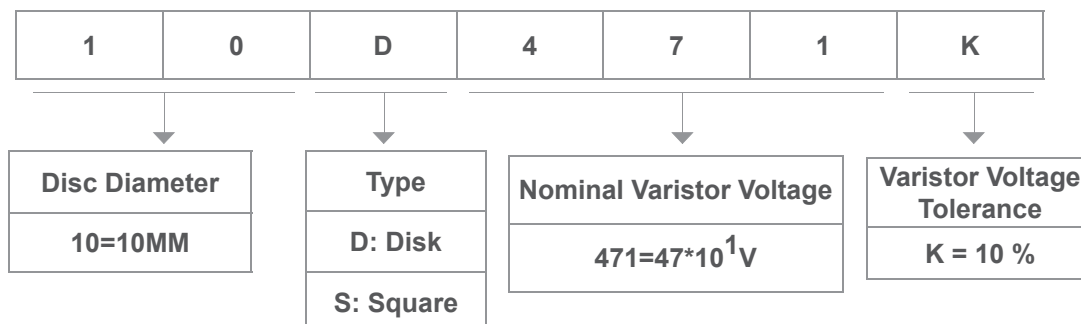 1 0 D 4 7 1 K
Disc Diameter
10=10MM
Type
D: Disk
S: Square
Nominal Varistor Voltage
471=47*10¹V
Varistor Voltage
Tolerance
K = 10 %